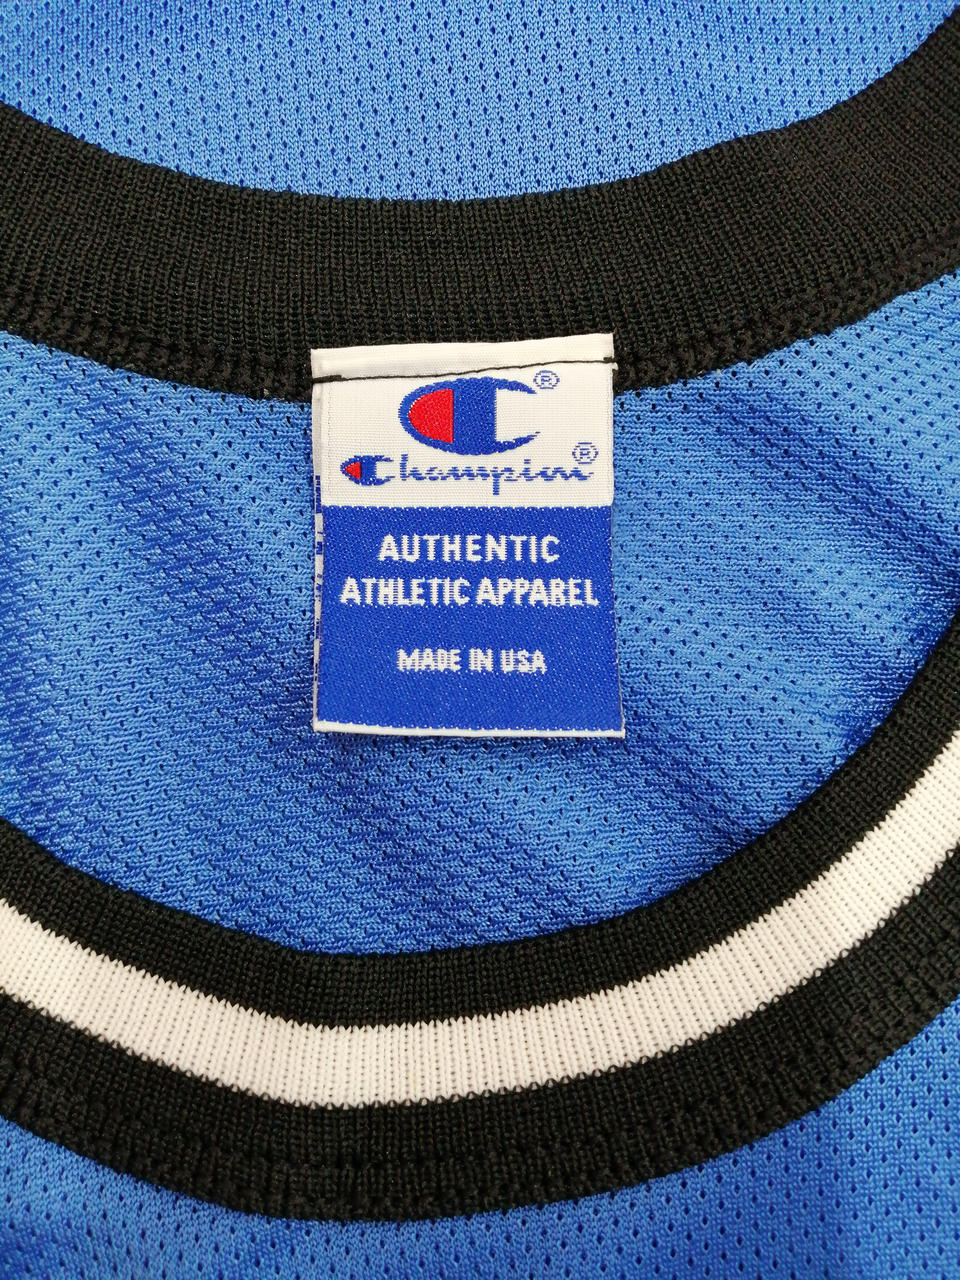 ®
Champion®
AUTHENTIC
ATHLETIC APPAREL
MADE IN USA